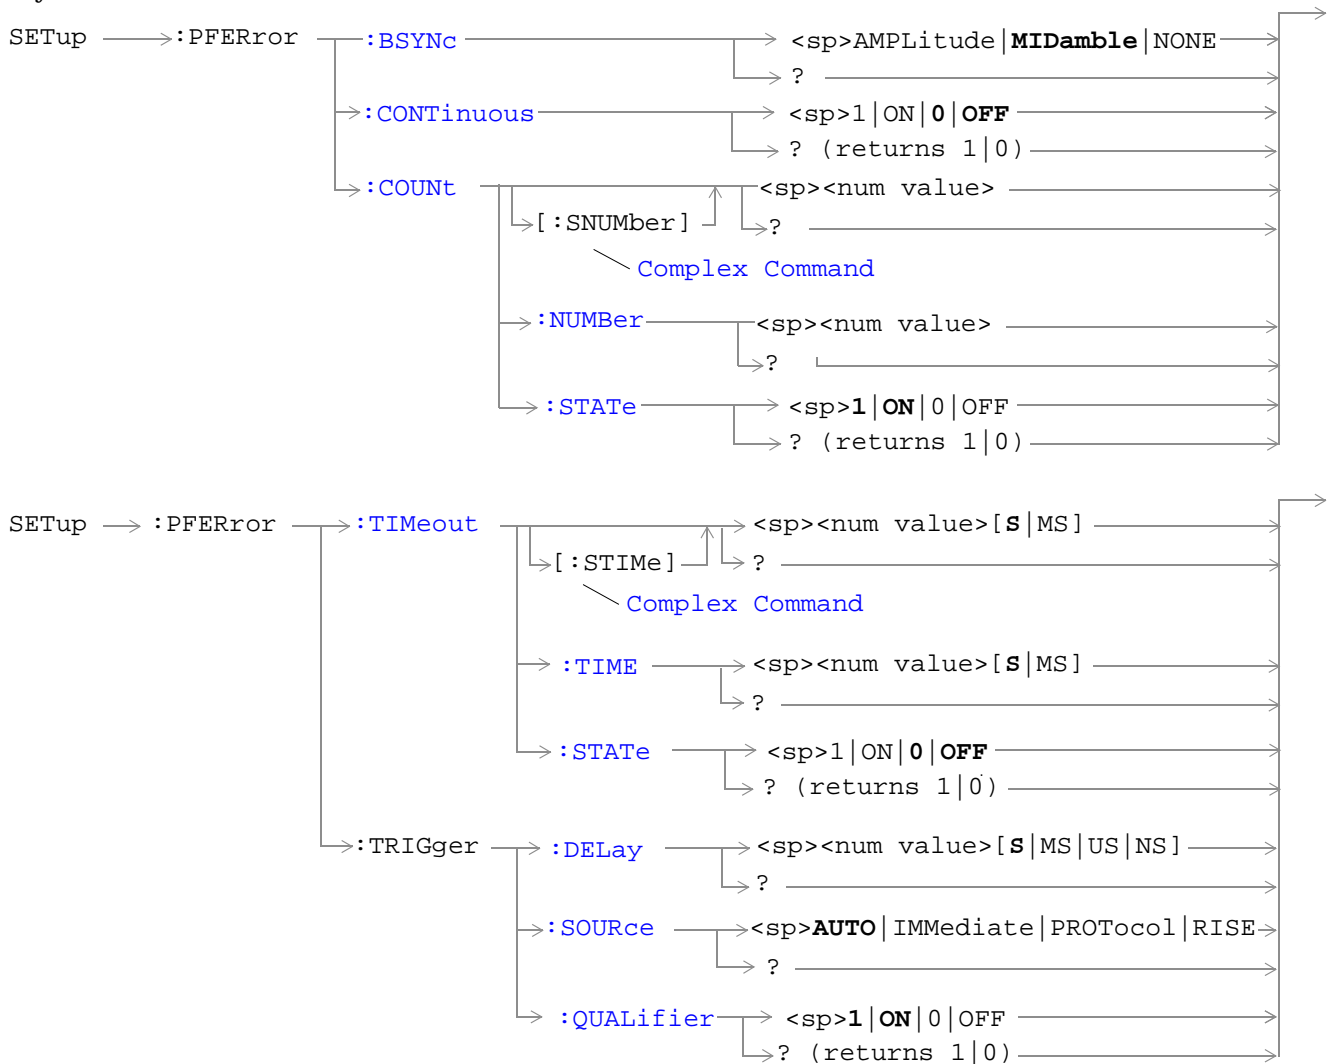 SETup :PFERror :BSYNc <sp>AMPLitude|MIDamble|NONE
?
:CONTinuous <sp>1|ON|0|OFF
? (returns 1|0)
:COUNt <sp><num value>
[:SNUMber] ?
Complex Command
:NUMBer <sp><num value>
?
:STATe <sp>1|ON|0|OFF
? (returns 1|0)
SETup :PFERror :TIMeout <sp><num value>[S|MS]
[:STIMe] ?
Complex Command
:TIME <sp><num value>[S|MS]
?
:STATe <sp>1|ON|0|OFF
? (returns 1|0)
:TRIGger :DELay <sp><num value>[S|MS|US|NS]
?
:SOURce <sp>AUTO|IMMediate|PROTocol|RISE
?
:QUALifier <sp>1|ON|0|OFF
? (returns 1|0)